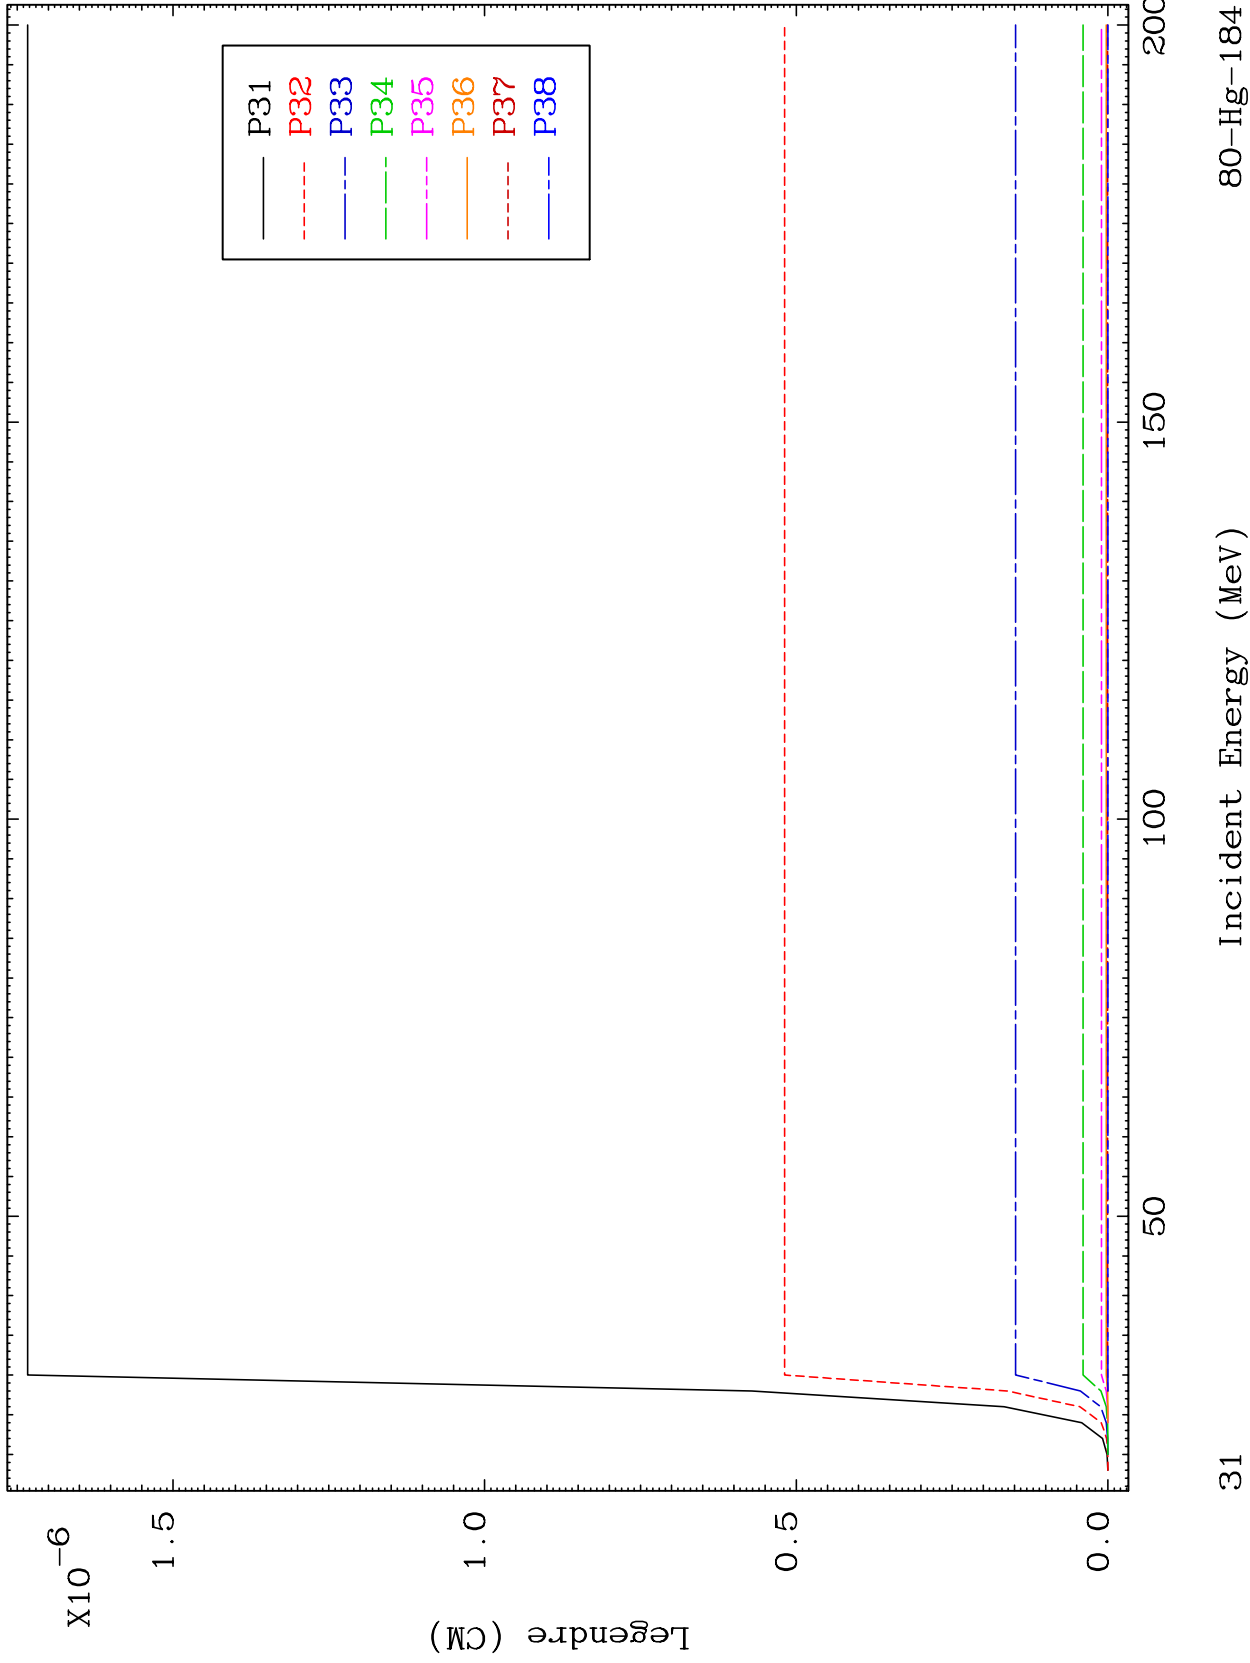 X10-6
1.5
1.0
0.5
0.0
Legendre (CM)
P31
P32
P33
P34
P35
P36
P37
P38
50
100
150
200
31
Incident Energy (MeV)
80-Hg-184